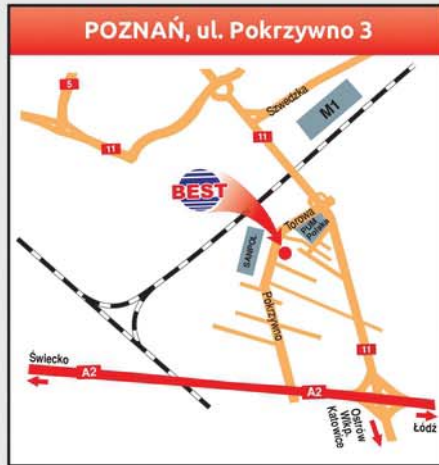 POZNAŃ, ul. Pokrzywno 3
5
Szwedzka
M1
11
11
BEST
Torowa
PUM
Polska
SANPOL
Pokrzywno
11
Świecko
A2
A2
Ostrów
Wlkp.
Katowice
Łódź